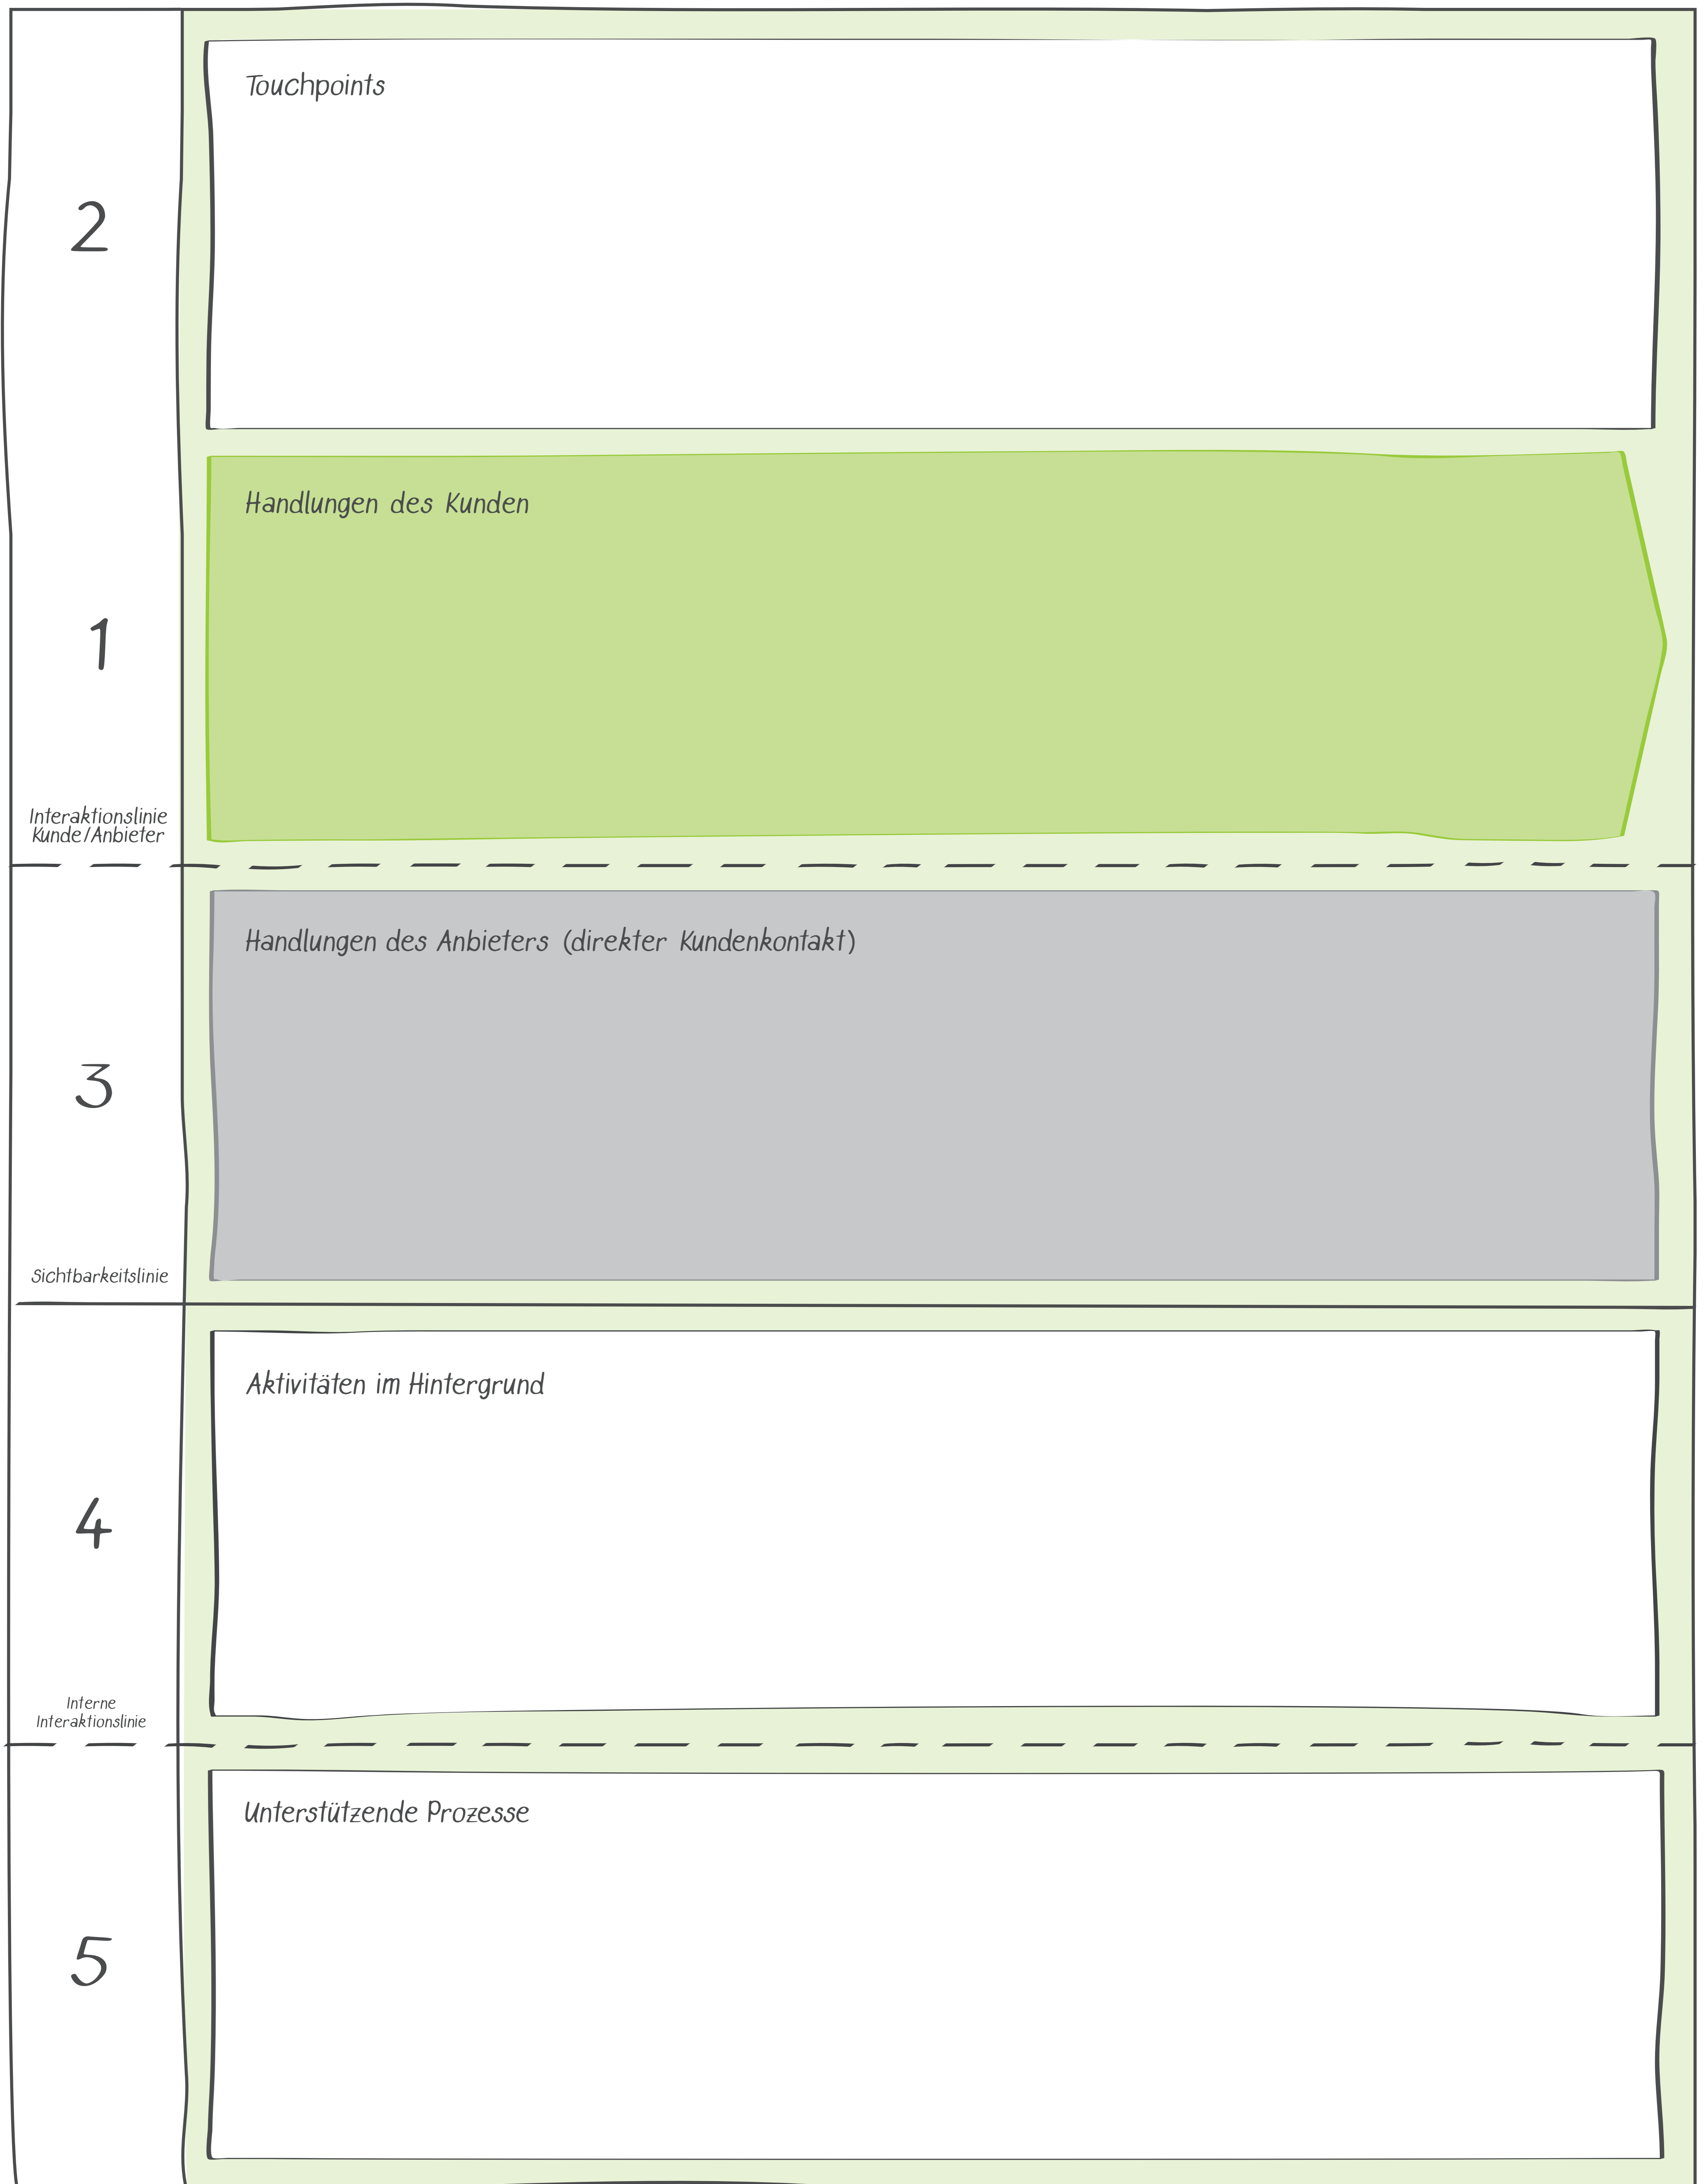 Touchpoints
2
Handlungen des Kunden
1
Interaktionslinie
Kunde/Anbieter
Handlungen des Anbieters (direkter Kundenkontakt)
3
Sichtbarkeitslinie
Aktivitäten im Hintergrund
4
Interne
Interaktionslinie
Unterstützende Prozesse
5